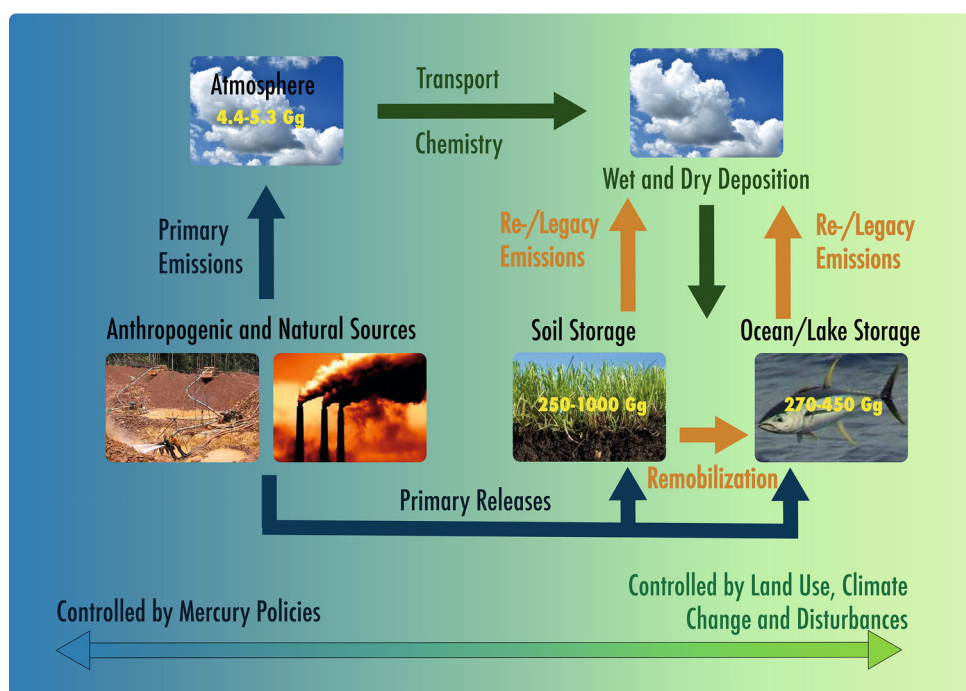 Atmosphere
4.4-5.3 Gg
Transport
Chemistry
Wet and Dry Deposition
Primary
Emissions
Re-/Legacy
Emissions
Re-/Legacy
Emissions
Anthropogenic and Natural Sources
Soil Storage
Ocean/Lake Storage
250-1000 Gg
270-450 Gg
Remobilization
Primary Releases
Controlled by Mercury Policies
Controlled by Land Use, Climate
Change and Disturbances